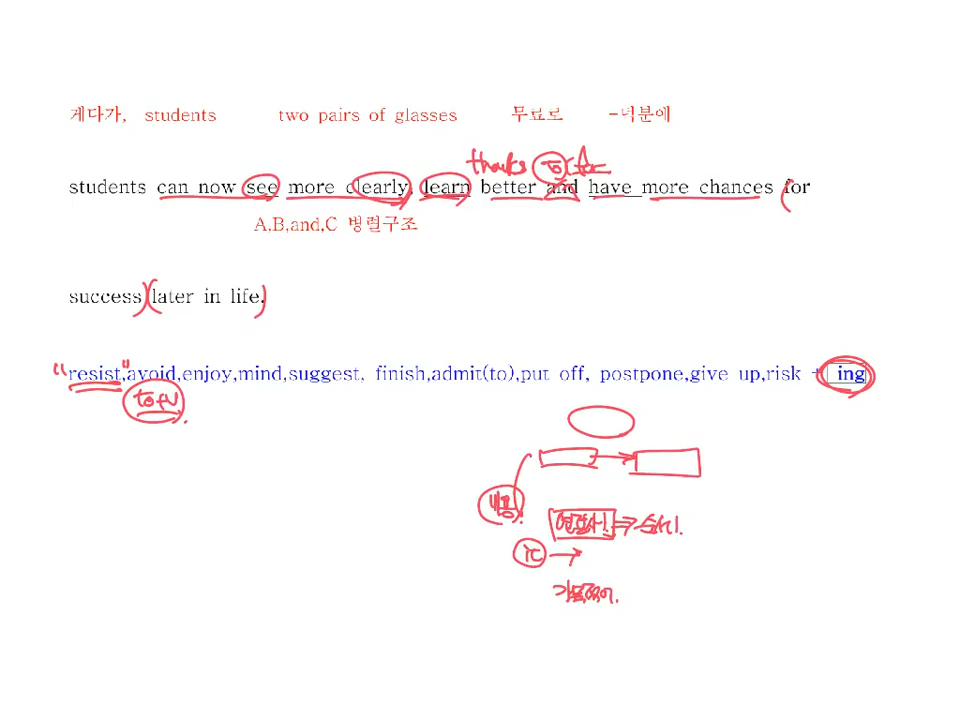 게다가, students two pairs of glasses 무료로 -덕분에
thanks to
students can now see more clearly, learn better and have more chances for
A,B,and,C 병렬구조
success later in life.
"resist",avoid,enjoy,mind,suggest, finish,admit(to),put off, postpone,give up,risk + ing
to